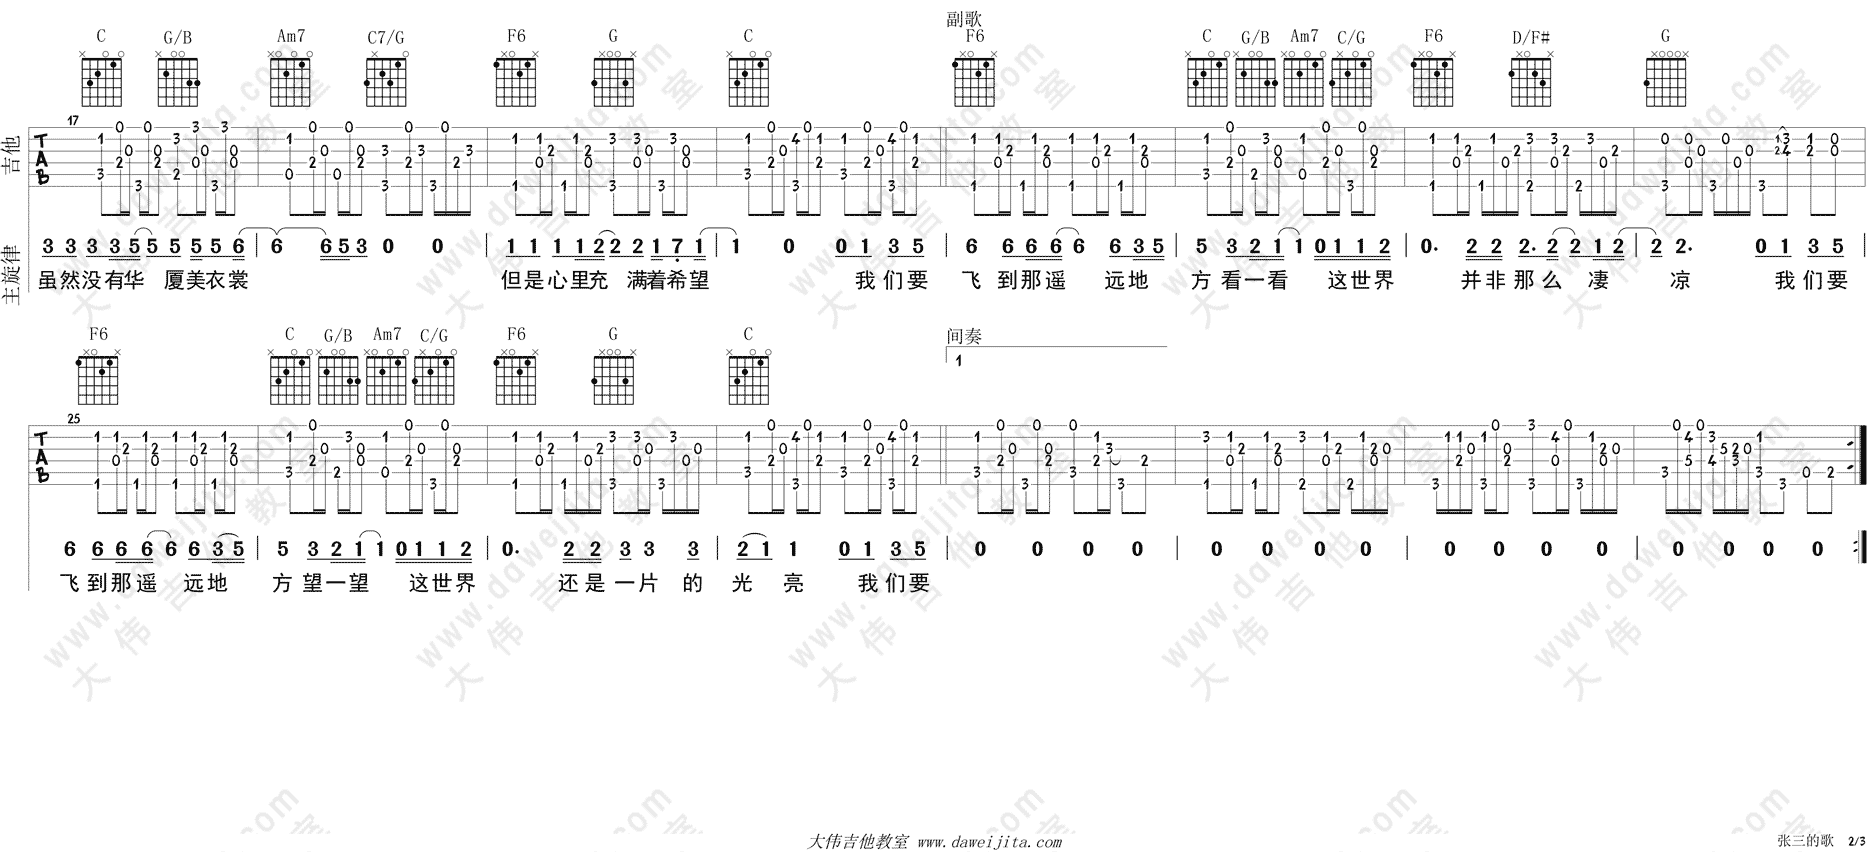 副歌
C G/B Am7 C7/G F6 G C F6 C G/B Am7 C/G F6 D/F# G
17
吉他
TAB
主旋律
3 3 3 3 5 5 5 5 5 6 | 6 6 5 3 0 0 | 1 1 1 1 2 2 2 1 7 1 | 1 0 0 1 3 5 | 6 6 6 6 6 6 3 5 | 5 3 2 1 1 0 1 1 2 | 0. 2 2 2. 2 2 1 2 | 2 2. 0 1 3 5
虽然没有华 厦美衣裳 但是心里充 满着希望 我们要 飞到那遥 远地 方看一看 这世界 并非那么 凄 凉 我们要
F6 C G/B Am7 C/G F6 G C 间奏
1
25
TAB
6 6 6 6 6 6 3 5 | 5 3 2 1 1 0 1 1 2 | 0. 2 2 3 3 3 | 2 1 1 0 1 3 5 | 0 0 0 0 | 0 0 0 0 | 0 0 0 0 | 0 0 0 0
飞到那遥 远地 方望一望 这世界 还是一片的 光 亮 我们要
大伟吉他教室 www.daweijita.com
张三的歌 2/3